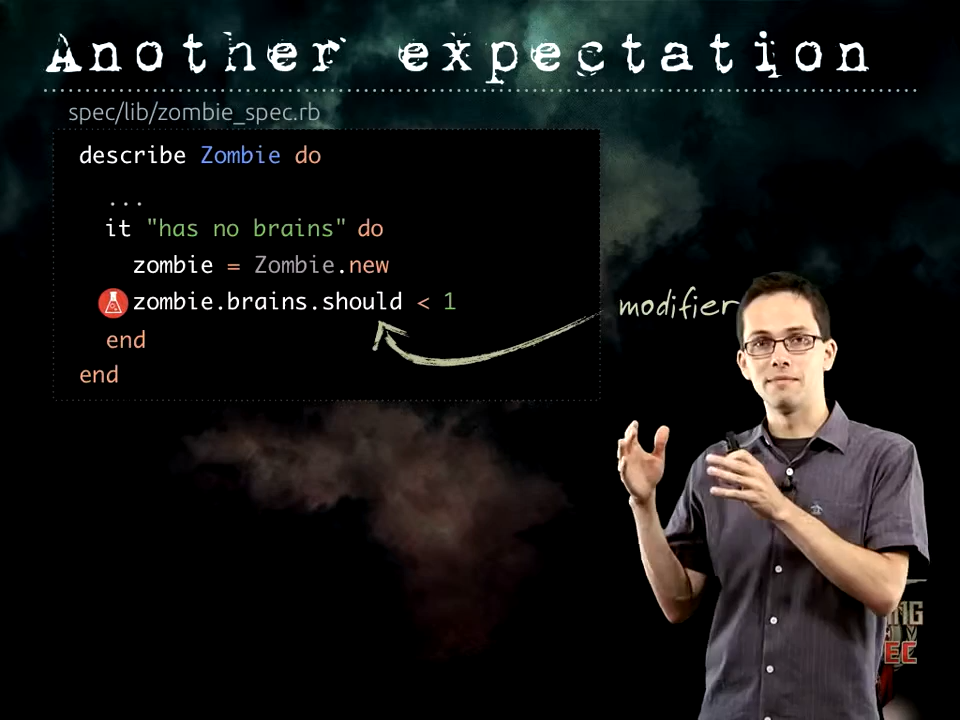 Another expectation
spec/lib/zombie_spec.rb
describe Zombie do
...
it "has no brains" do
zombie = Zombie.new
zombie.brains.should < 1
modifier
end
end